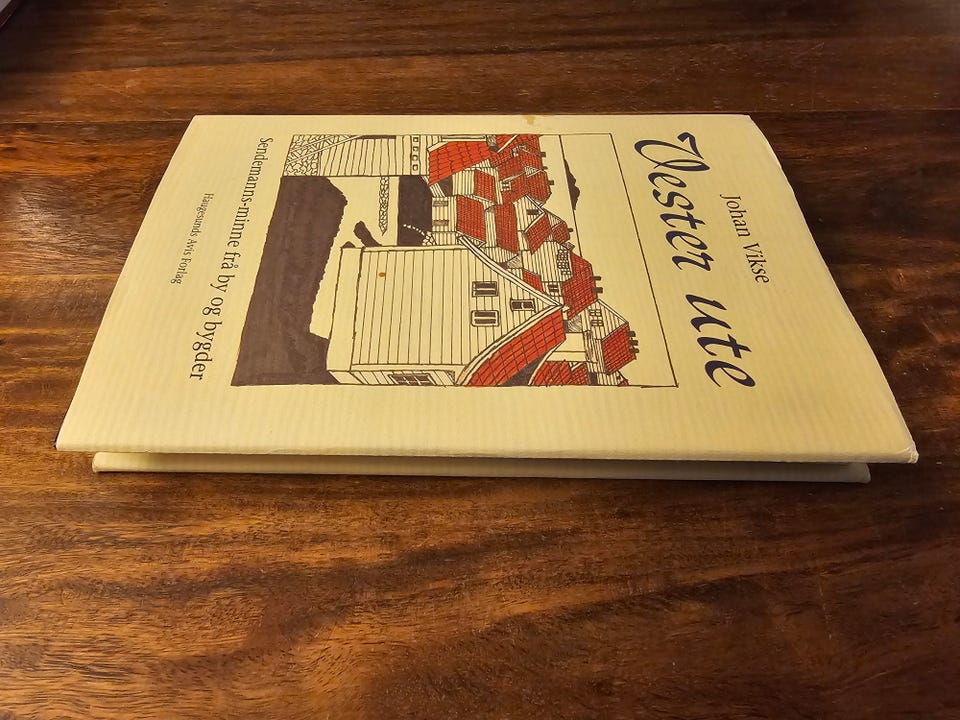 Johan Vikse
Vester ute
Sendemanns-minne frå by og bygder
Haugesunds Avis Forlag